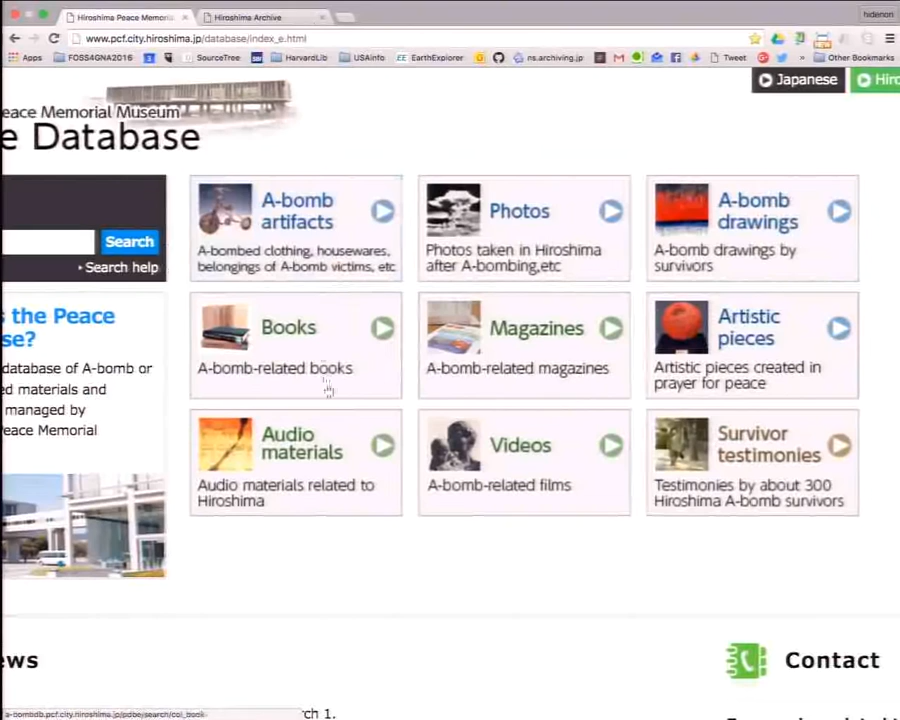 Hiroshima Peace Memoria
Hiroshima Archive
hidenon
www.pcf.city.hiroshima.jp/database/index_e.html
Apps
FOSS4GNA2016
SourceTree
HarvardLib
USAinfo
EarthExplorer
ns.archiving.jp
Tweet
»
Other Bookmarks
Japanese
Hiro
eace Memorial Museum
e Database
Search
Search help
A-bomb
artifacts
A-bombed clothing, housewares,
belongings of A-bomb victims, etc
Photos
Photos taken in Hiroshima
after A-bombing,etc
A-bomb
drawings
A-bomb drawings by
survivors
Books
A-bomb-related books
Magazines
A-bomb-related magazines
Artistic
pieces
Artistic pieces created in
prayer for peace
Audio
materials
Audio materials related to
Hiroshima
Videos
A-bomb-related films
Survivor
testimonies
Testimonies by about 300
Hiroshima A-bomb survivors
s the Peace
se?
database of A-bomb or
ed materials and
managed by
eace Memorial
ews
Contact
rch 1.
a-bombdb.pcf.city.hiroshima.jp/pdbe/search/col_book